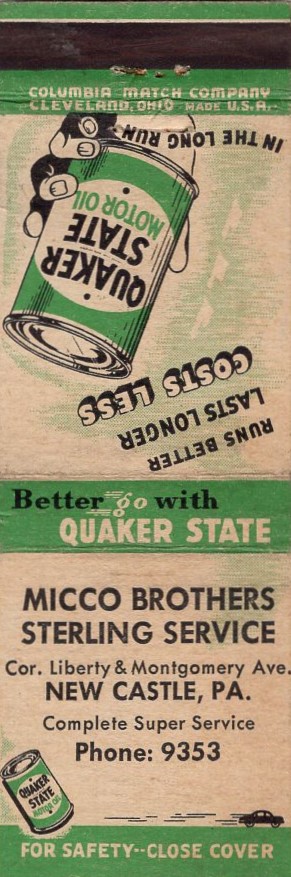 COLUMBIA MATCH COMPANY
CLEVELAND, OHIO - MADE U.S.A.
RUNS BETTER
LASTS LONGER
COSTS LESS
IN THE LONG RUN
QUAKER
STATE
MOTOR OIL
Better go with
QUAKER STATE
MICCO BROTHERS
STERLING SERVICE
Cor. Liberty & Montgomery Ave.
NEW CASTLE, PA.
Complete Super Service
Phone: 9353
QUAKER
STATE
MOTOR OIL
FOR SAFETY--CLOSE COVER